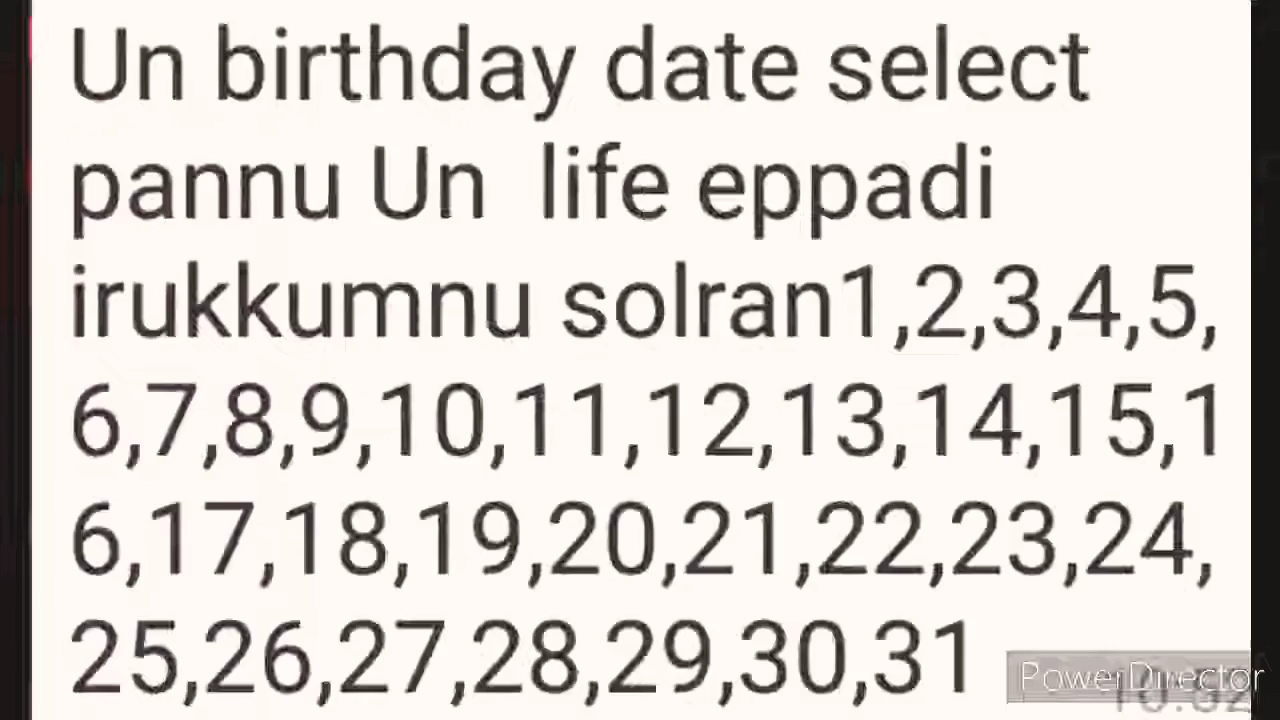 Un birthday date select
pannu Un life eppadi
irukkumnu solran1,2,3,4,5,
6,7,8,9,10,11,12,13,14,15,1
6,17,18,19,20,21,22,23,24,
25,26,27,28,29,30,31
PowerDirector